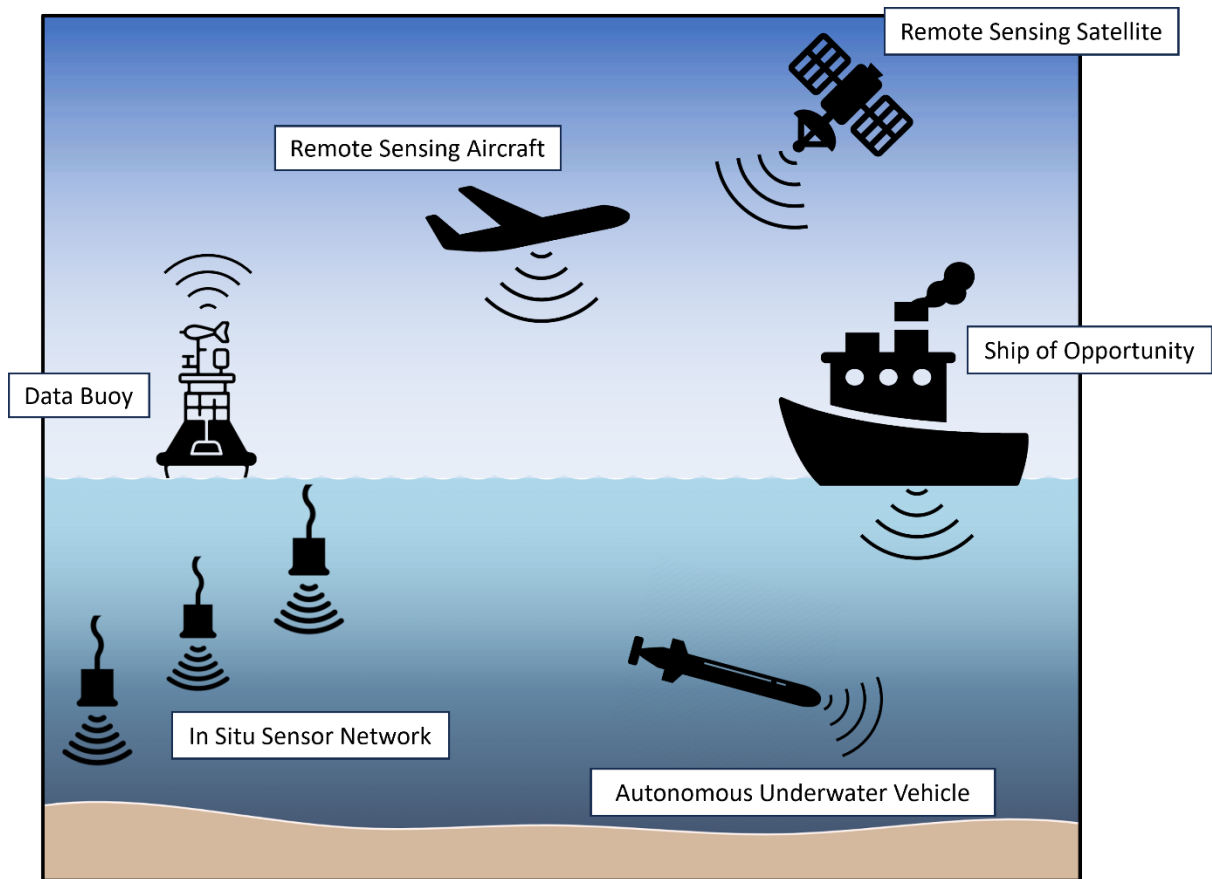 Remote Sensing Satellite
Remote Sensing Aircraft
Ship of Opportunity
Data Buoy
In Situ Sensor Network
Autonomous Underwater Vehicle